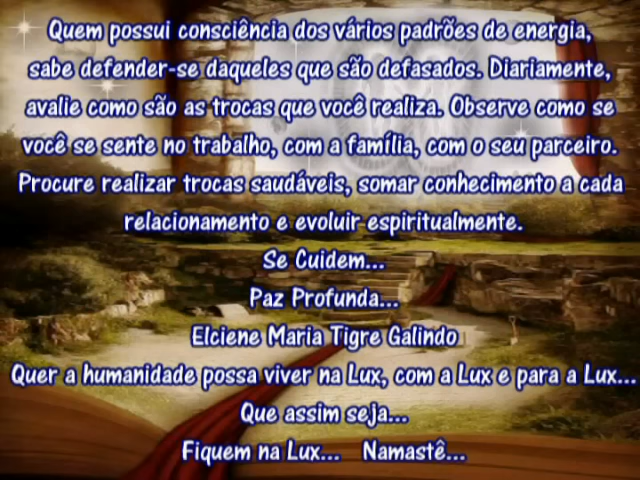 Quem possui consciência dos vários padrões de energia,
sabe defender-se daqueles que são defasados. Diariamente,
avalie como são as trocas que você realiza. Observe como se
você se sente no trabalho, com a família, com o seu parceiro.
Procure realizar trocas saudáveis, somar conhecimento a cada
relacionamento e evoluir espiritualmente.
Se Cuidem...
Paz Profunda...
Elciene Maria Tigre Galindo
Quer a humanidade possa viver na Lux, com a Lux e para a Lux...
Que assim seja...
Fiquem na Lux... Namastê...